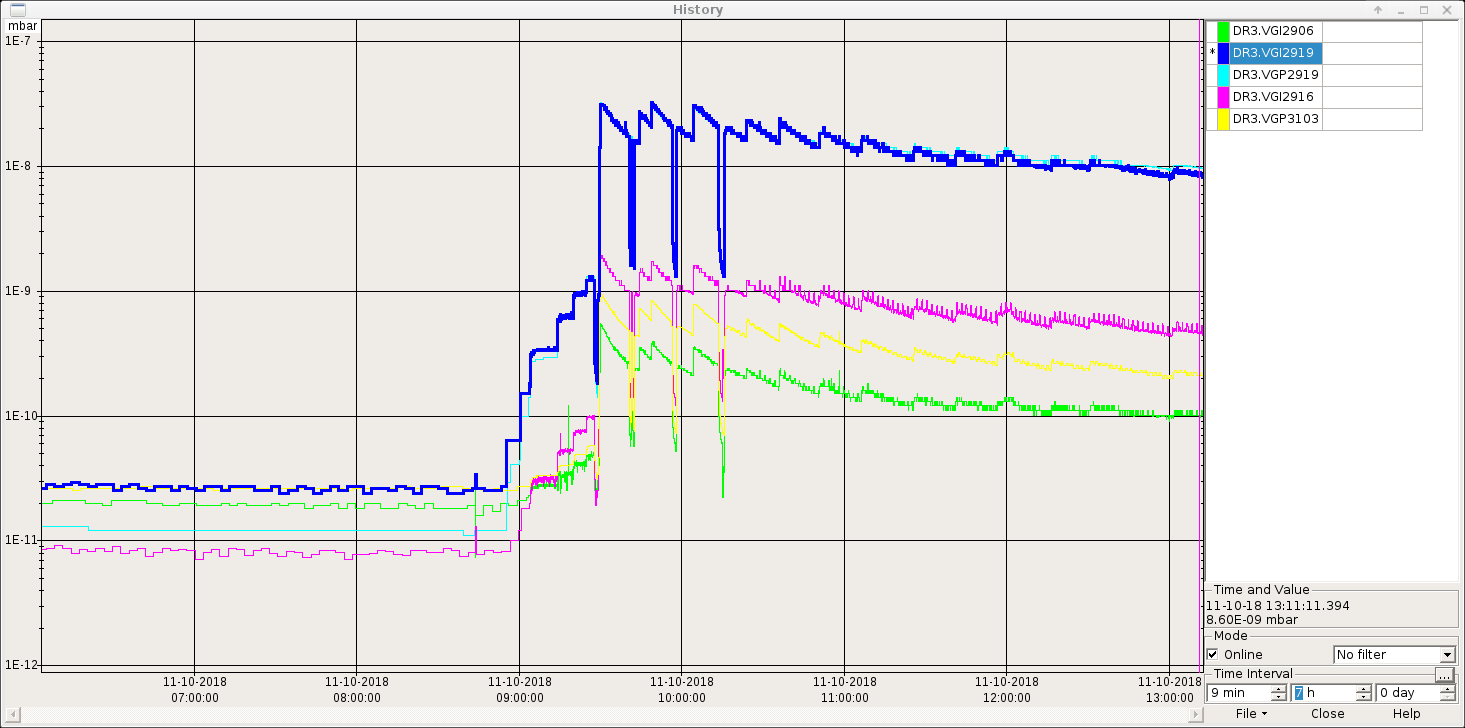 History
mbar
1E-7
1E-8
1E-9
1E-10
1E-11
1E-12
11-10-2018 11-10-2018 11-10-2018 11-10-2018 11-10-2018 11-10-2018 11-10-2018
07:00:00 08:00:00 09:00:00 10:00:00 11:00:00 12:00:00 13:00:00
DR3.VGI2906
* DR3.VGI2919
DR3.VGP2919
DR3.VGI2916
DR3.VGP3103
Time and Value
11-10-18 13:11:11.394
8.60E-09 mbar
Mode
Online No filter
Time Interval ...
9 min 7 h 0 day
File Close Help